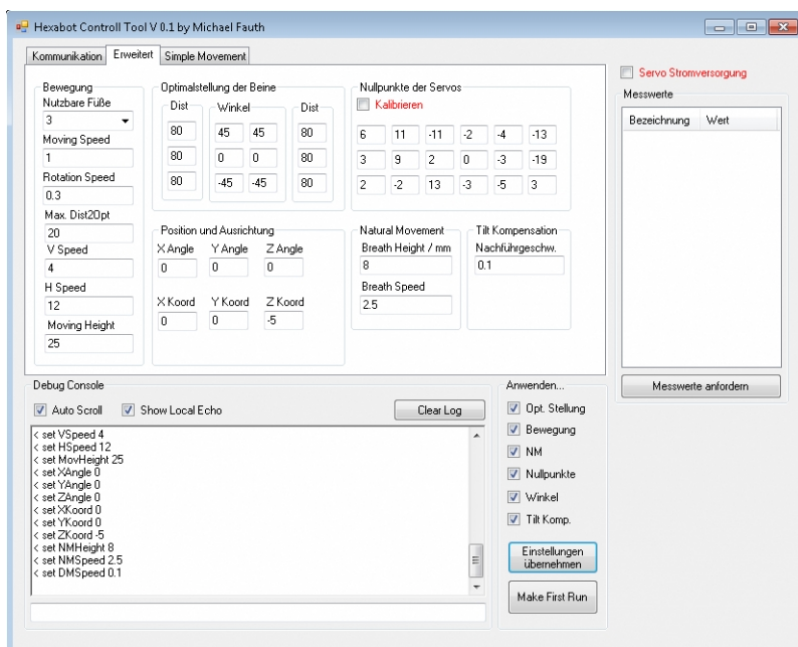 Hexabot Controll Tool V 0.1 by Michael Fauth
Kommunikation Erweitert Simple Movement
Servo Stromversorgung
Messwerte
Bezeichnung Wert
Messwerte anfordern
Bewegung
Nutzbare Füße
3
Moving Speed
1
Rotation Speed
0.3
Max. Dist2Opt
20
V Speed
4
H Speed
12
Moving Height
25
Optimalstellung der Beine
Dist Winkel Dist
80 45 45 80
80 0 0 80
80 -45 -45 80
Nullpunkte der Servos
Kalibrieren
6 11 -11 -2 -4 -13
3 9 2 0 -3 -19
2 -2 13 -3 -5 3
Position und Ausrichtung
X Angle Y Angle Z Angle
0 0 0
X Koord Y Koord Z Koord
0 0 -5
Natural Movement
Breath Height / mm
8
Breath Speed
2.5
Tilt Kompensation
Nachführgeschw.
0.1
Debug Console
Auto Scroll Show Local Echo Clear Log
< set VSpeed 4
< set HSpeed 12
< set MovHeight 25
< set XAngle 0
< set YAngle 0
< set ZAngle 0
< set XKoord 0
< set YKoord 0
< set ZKoord -5
< set NMHeight 8
< set NMSpeed 2.5
< set DMSpeed 0.1
Anwenden...
Opt. Stellung
Bewegung
NM
Nullpunkte
Winkel
Tilt Komp.
Einstellungen
übernehmen
Make First Run